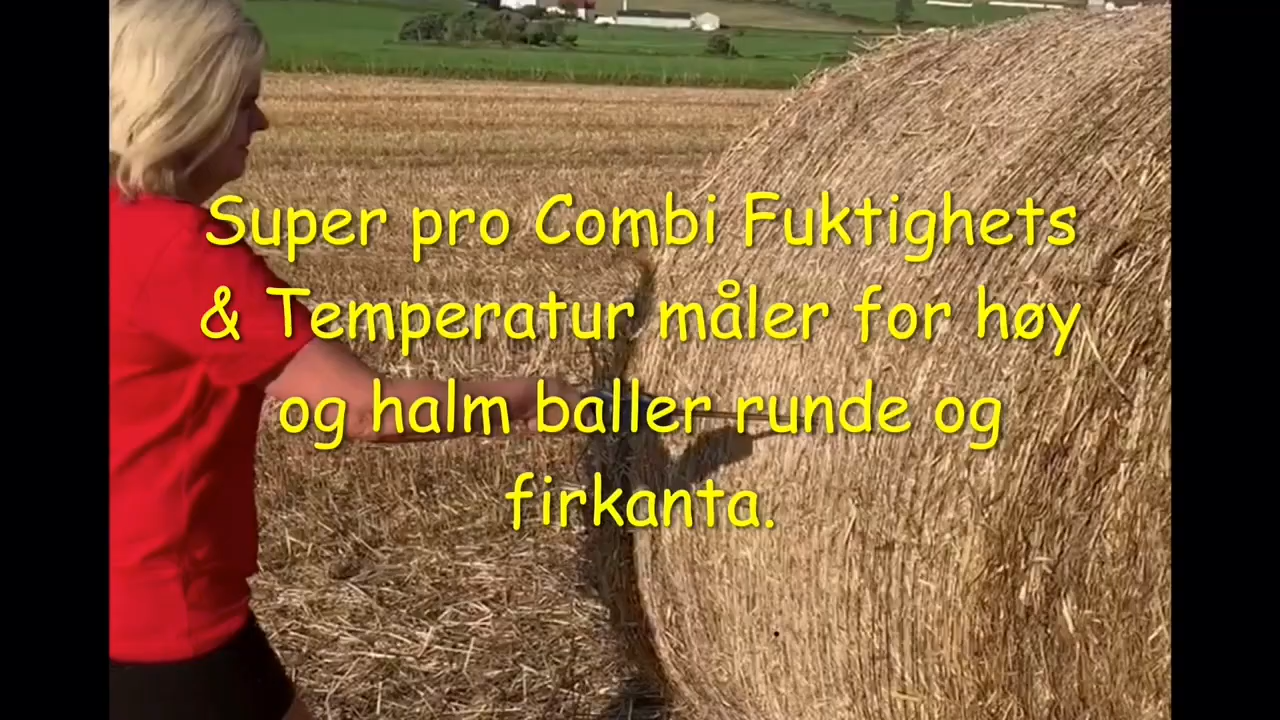 Super pro Combi Fuktighets
& Temperatur måler for høy
og halm baller runde og
firkanta.